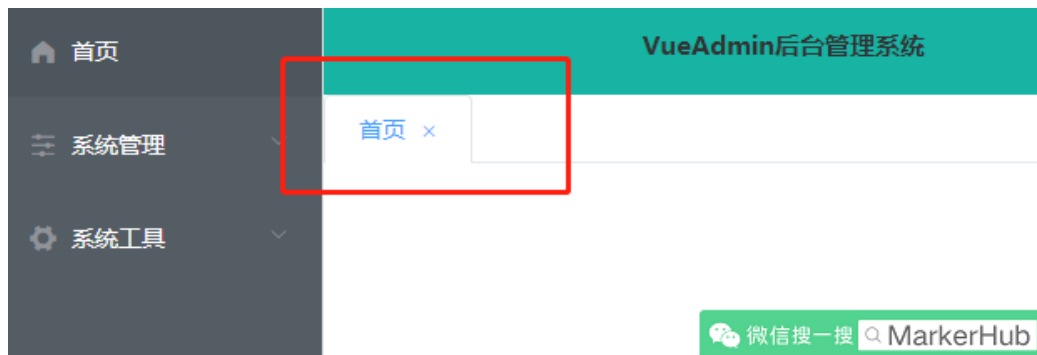 首页
VueAdmin后台管理系统
首页 ×
系统管理
系统工具
微信搜一搜 MarkerHub